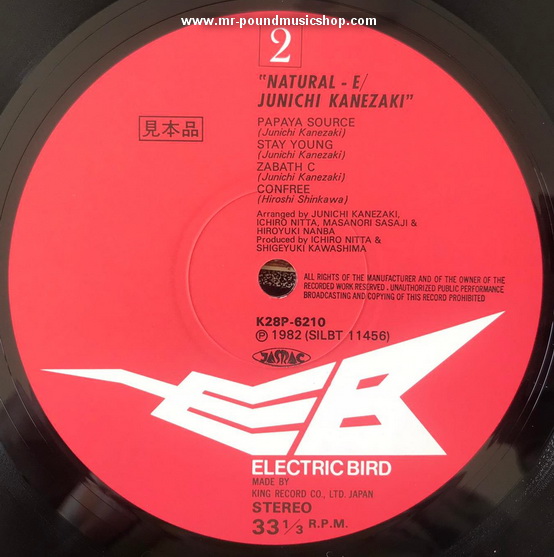 www.mr-poundmusicshop.com
2
"NATURAL - E/
JUNICHI KANEZAKI"
見本品
PAPAYA SOURCE
(Junichi Kanezaki)
STAY YOUNG
(Junichi Kanezaki)
ZABATH C
(Junichi Kanezaki)
CONFREE
(Hiroshi Shinkawa)
Arranged by JUNICHI KANEZAKI,
ICHIRO NITTA, MASANORI SASAJI &
HIROYUKI NANBA
Produced by ICHIRO NITTA &
SHIGEYUKI KAWASHIMA
ALL RIGHTS OF THE MANUFACTURER AND OF THE OWNER OF THE
RECORDED WORK RESERVED. UNAUTHORIZED PUBLIC PERFORMANCE
BROADCASTING AND COPYING OF THIS RECORD PROHIBITED
K28P-6210
℗ 1982 (SILBT 11456)
JASRAC
EB
ELECTRIC BIRD
MADE BY
KING RECORD CO., LTD. JAPAN
STEREO
33 1/3 R.P.M.